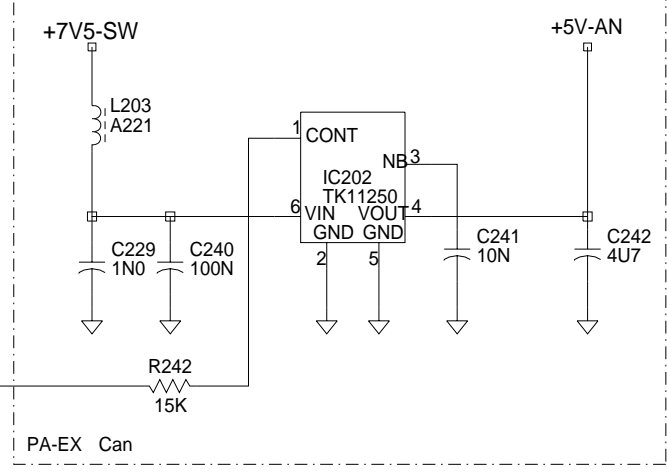 +7V5-SW
+5V-AN
L203
A221
1
CONT
NB
3
IC202
TK11250
6
VIN
VOUT
4
GND
GND
2
5
C229
1N0
C240
100N
C241
10N
C242
4U7
R242
15K
PA-EX Can